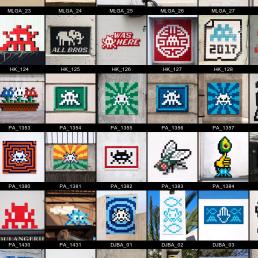 MLGA_23 MLGA_24 MLGA_25 MLGA_26 MLGA_27
ALL BROS.
WAS
HERE
2017
HK_124 HK_125 HK_126 HK_127 HK_128
PA_1353 PA_1354 PA_1355 PA_1356 PA_1357
PA_1380 PA_1381 PA_1382 PA_1383 PA_1384
BOULANGERIE
PA_1430 PA_1431 DJBA_01 DJBA_02 DJBA_03